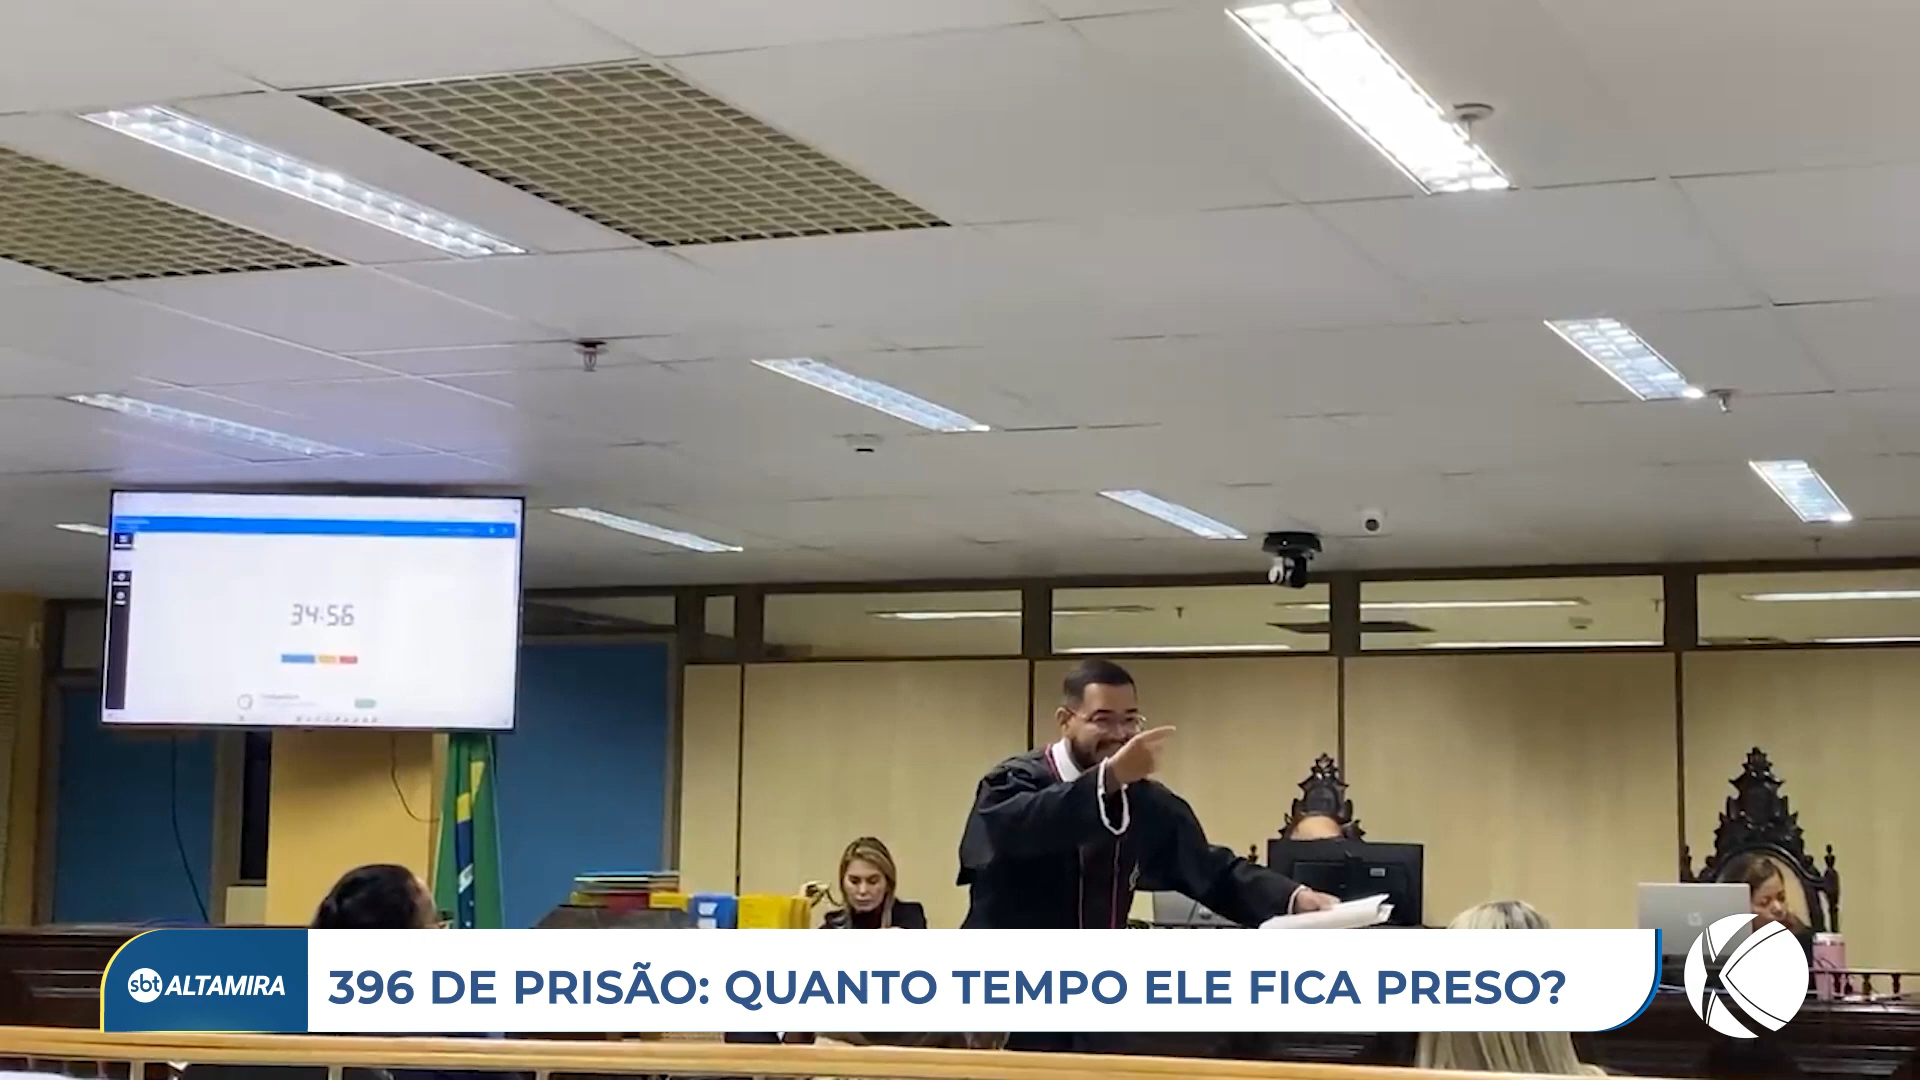 34:56
sbt ALTAMIRA
396 DE PRISÃO: QUANTO TEMPO ELE FICA PRESO?